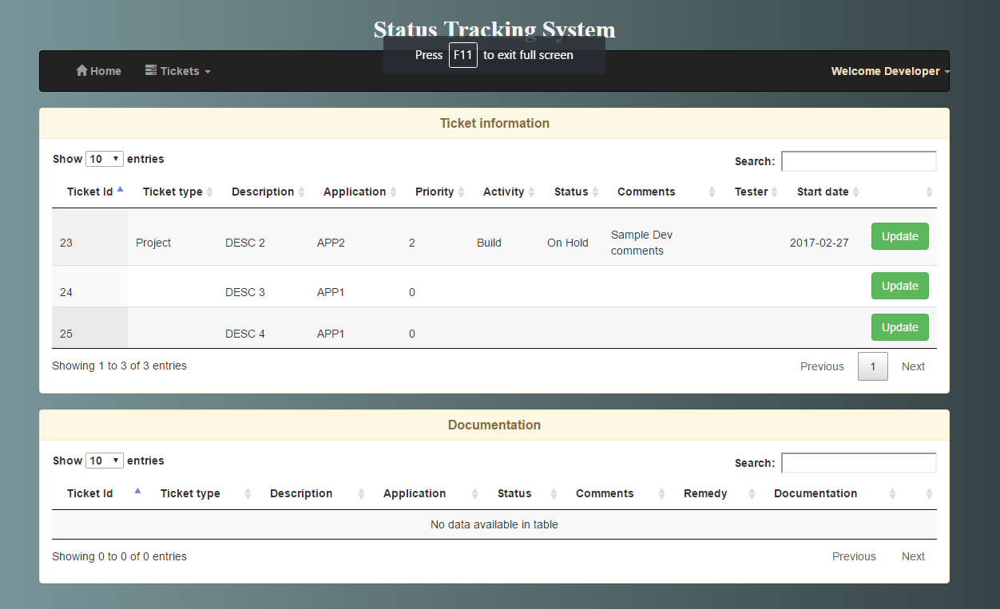 Status Tracking System
Press F11 to exit full screen
Home Tickets Welcome Developer
Ticket information
Show 10 entries Search:
Ticket Id Ticket type Description Application Priority Activity Status Comments Tester Start date
23 Project DESC 2 APP2 2 Build On Hold Sample Dev comments 2017-02-27 Update
24 DESC 3 APP1 0 Update
25 DESC 4 APP1 0 Update
Showing 1 to 3 of 3 entries Previous 1 Next
Documentation
Show 10 entries Search:
Ticket Id Ticket type Description Application Status Comments Remedy Documentation
No data available in table
Showing 0 to 0 of 0 entries Previous Next